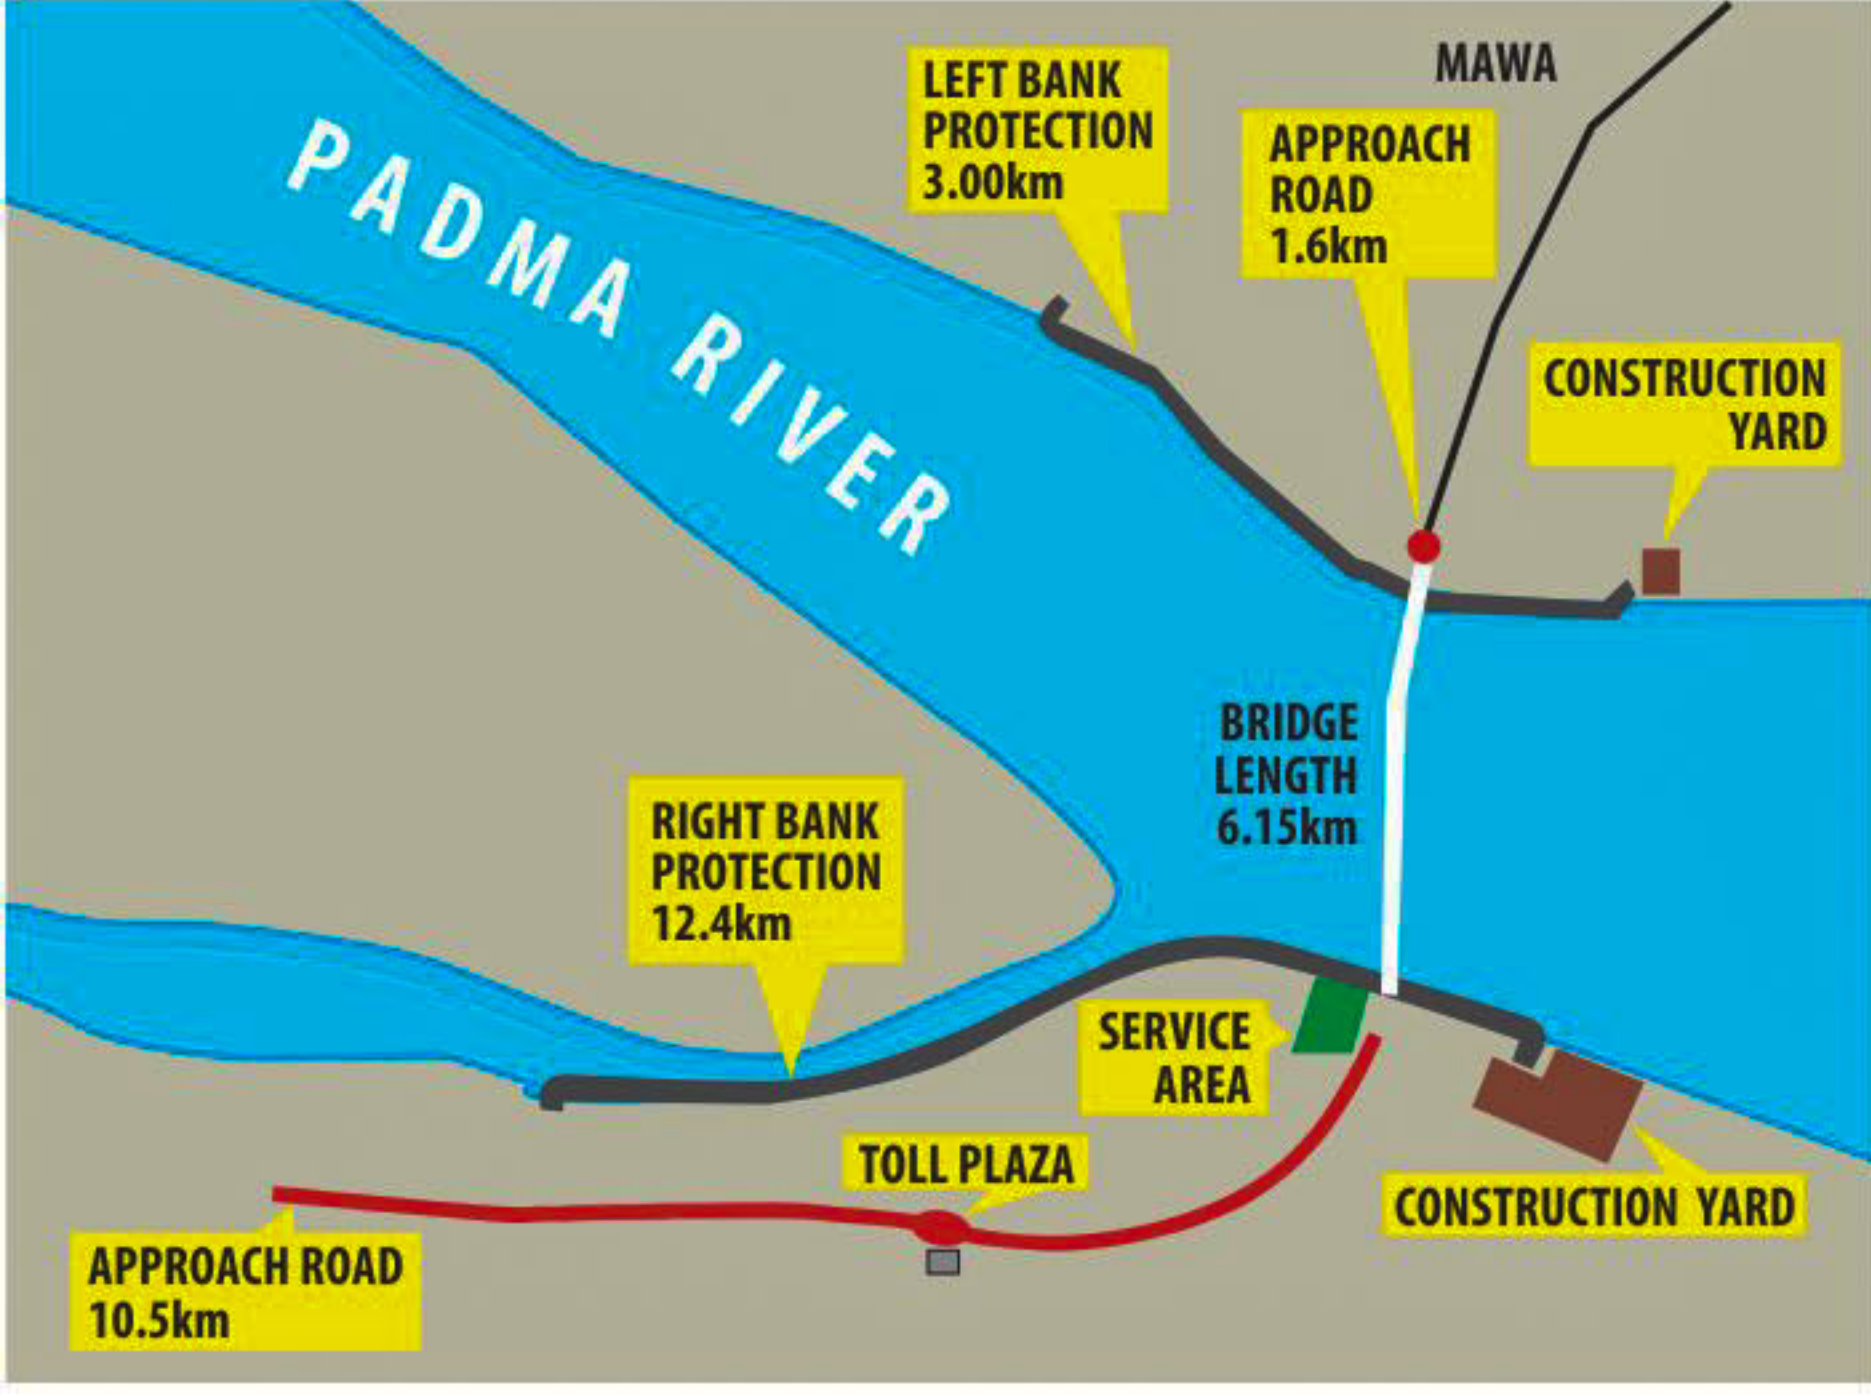 MAWA
LEFT BANK
PROTECTION
3.00km
APPROACH
ROAD
1.6km
PADMA RIVER
CONSTRUCTION
YARD
BRIDGE
LENGTH
6.15km
RIGHT BANK
PROTECTION
12.4km
SERVICE
AREA
TOLL PLAZA
CONSTRUCTION YARD
APPROACH ROAD
10.5km